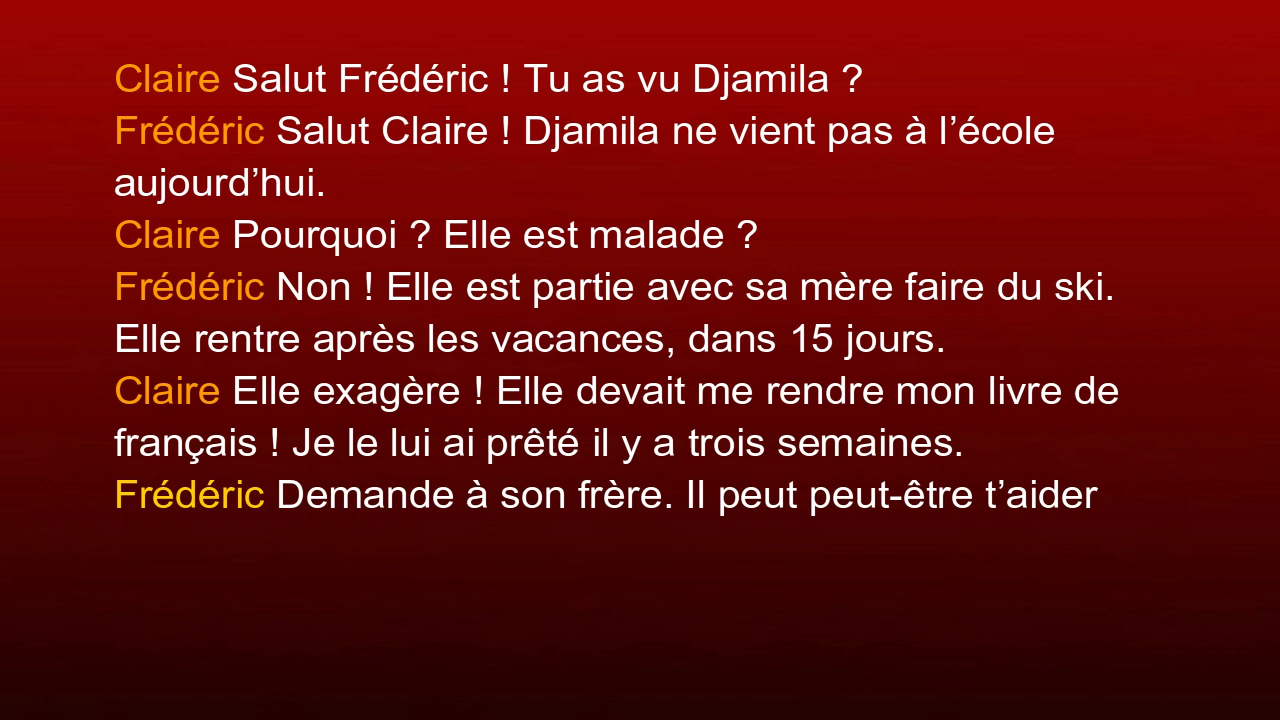 Claire Salut Frédéric ! Tu as vu Djamila ?
Frédéric Salut Claire ! Djamila ne vient pas à l’école
aujourd’hui.
Claire Pourquoi ? Elle est malade ?
Frédéric Non ! Elle est partie avec sa mère faire du ski.
Elle rentre après les vacances, dans 15 jours.
Claire Elle exagère ! Elle devait me rendre mon livre de
français ! Je le lui ai prêté il y a trois semaines.
Frédéric Demande à son frère. Il peut peut-être t’aider